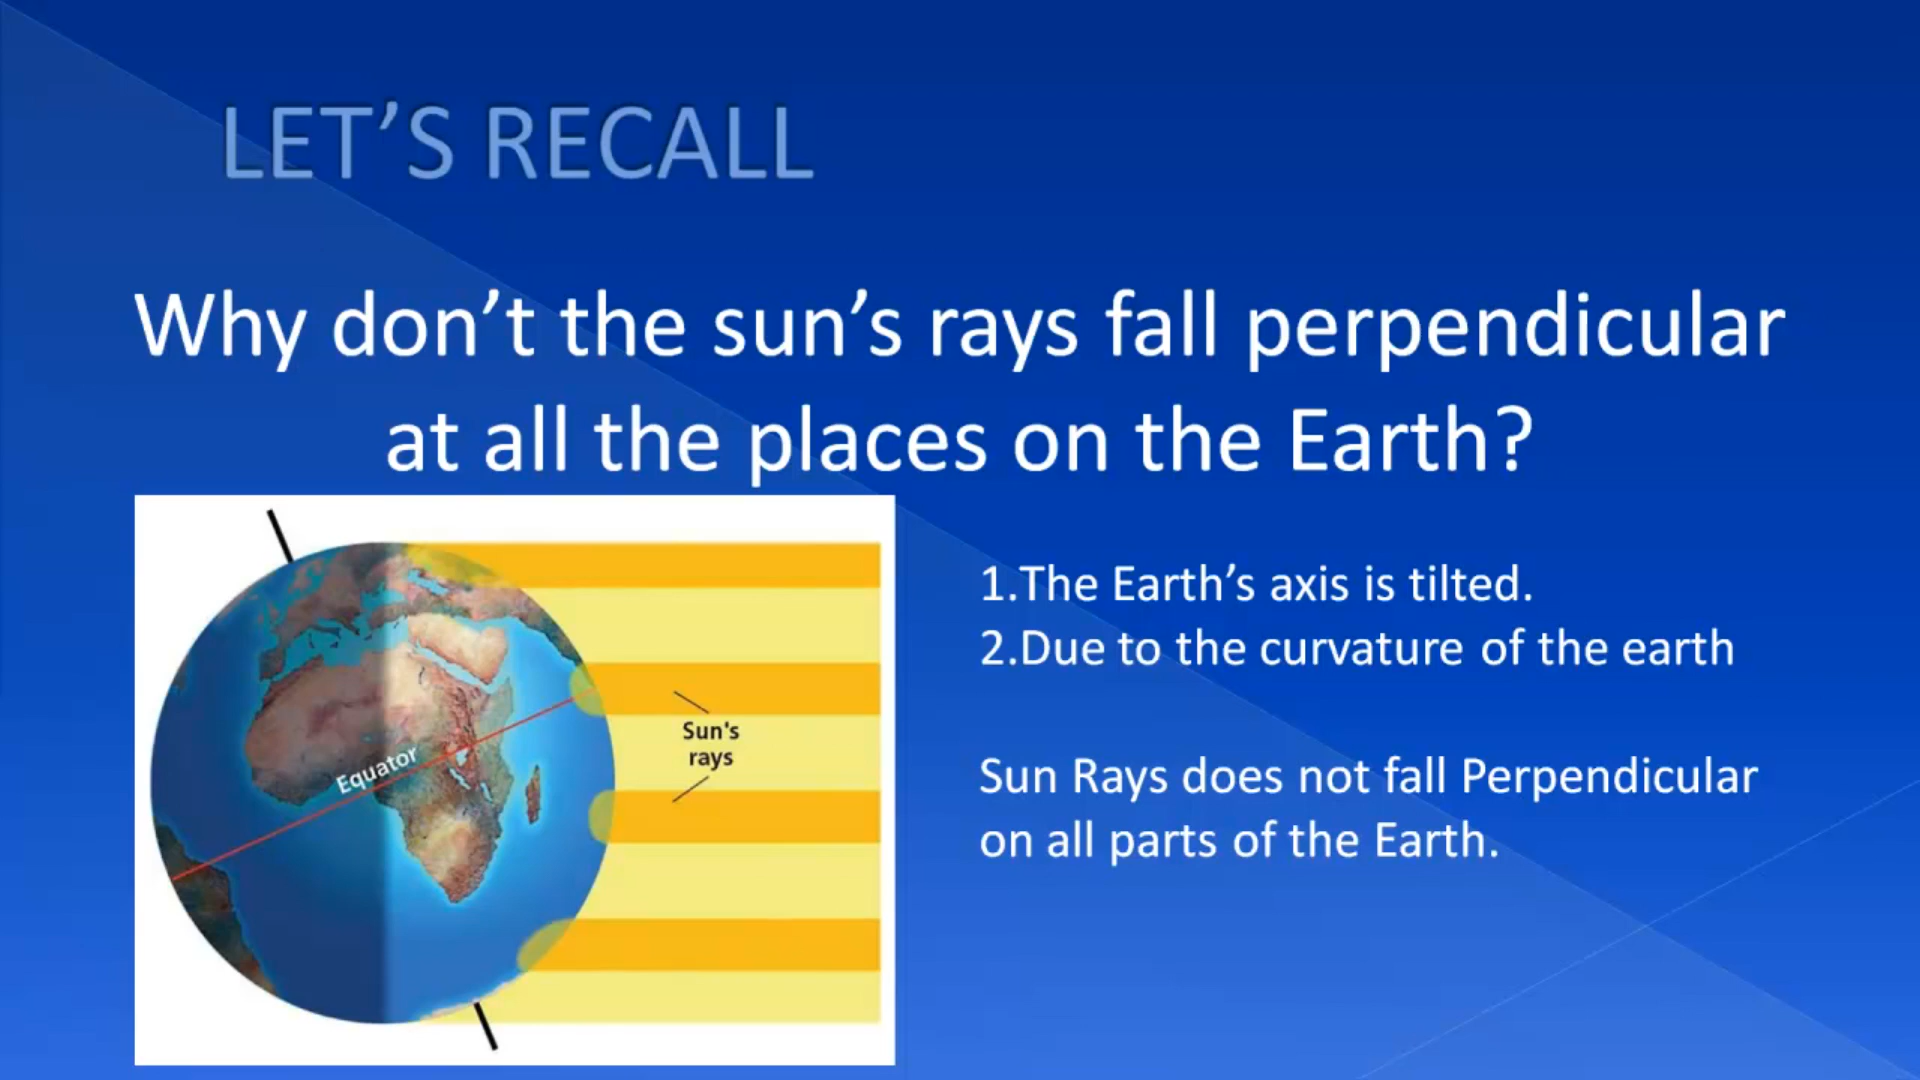 LET’S RECALL
Why don’t the sun’s rays fall perpendicular
at all the places on the Earth?
Equator
Sun's
rays
1.The Earth’s axis is tilted.
2.Due to the curvature of the earth
Sun Rays does not fall Perpendicular
on all parts of the Earth.